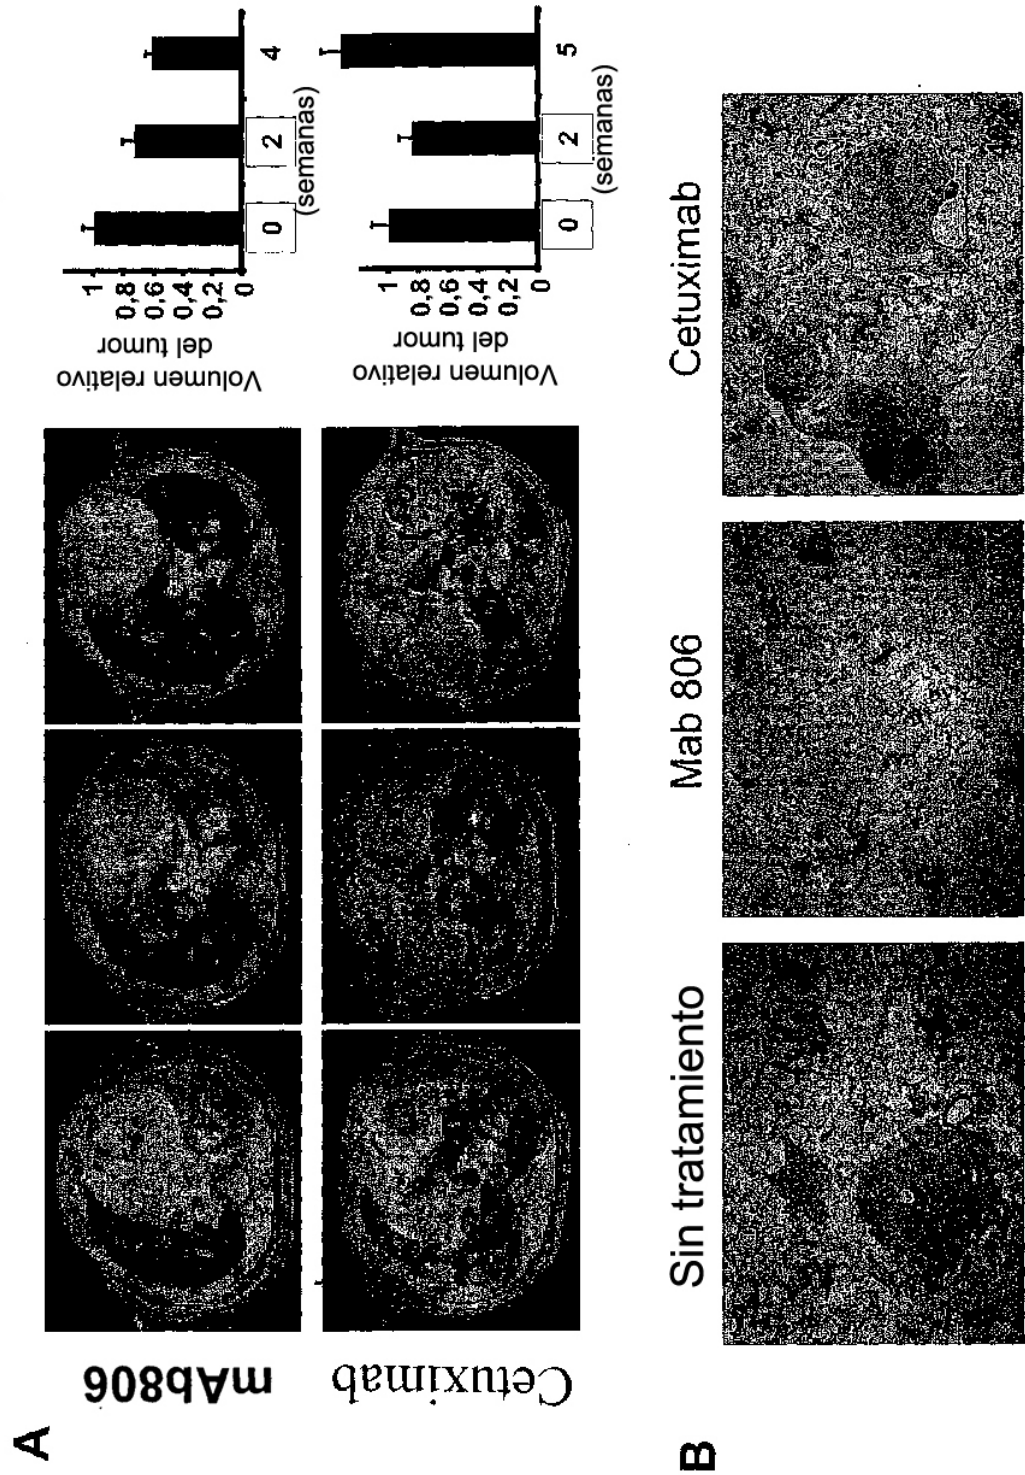 A
mAb806
Volumen relativo
del tumor
1
0,8
0,6
0,4
0,2
0
0
2
4
(semanas)
Cetuximab
Volumen relativo
del tumor
1
0,8
0,6
0,4
0,2
0
0
2
5
(semanas)
B
Sin tratamiento
Mab 806
Cetuximab